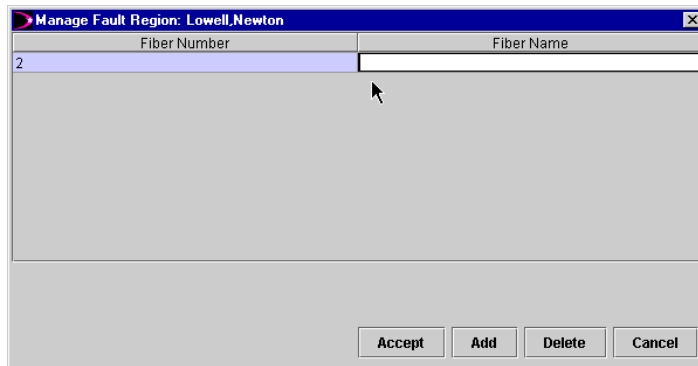 Manage Fault Region: Lowell,Newton
Fiber Number Fiber Name
2
Accept Add Delete Cancel